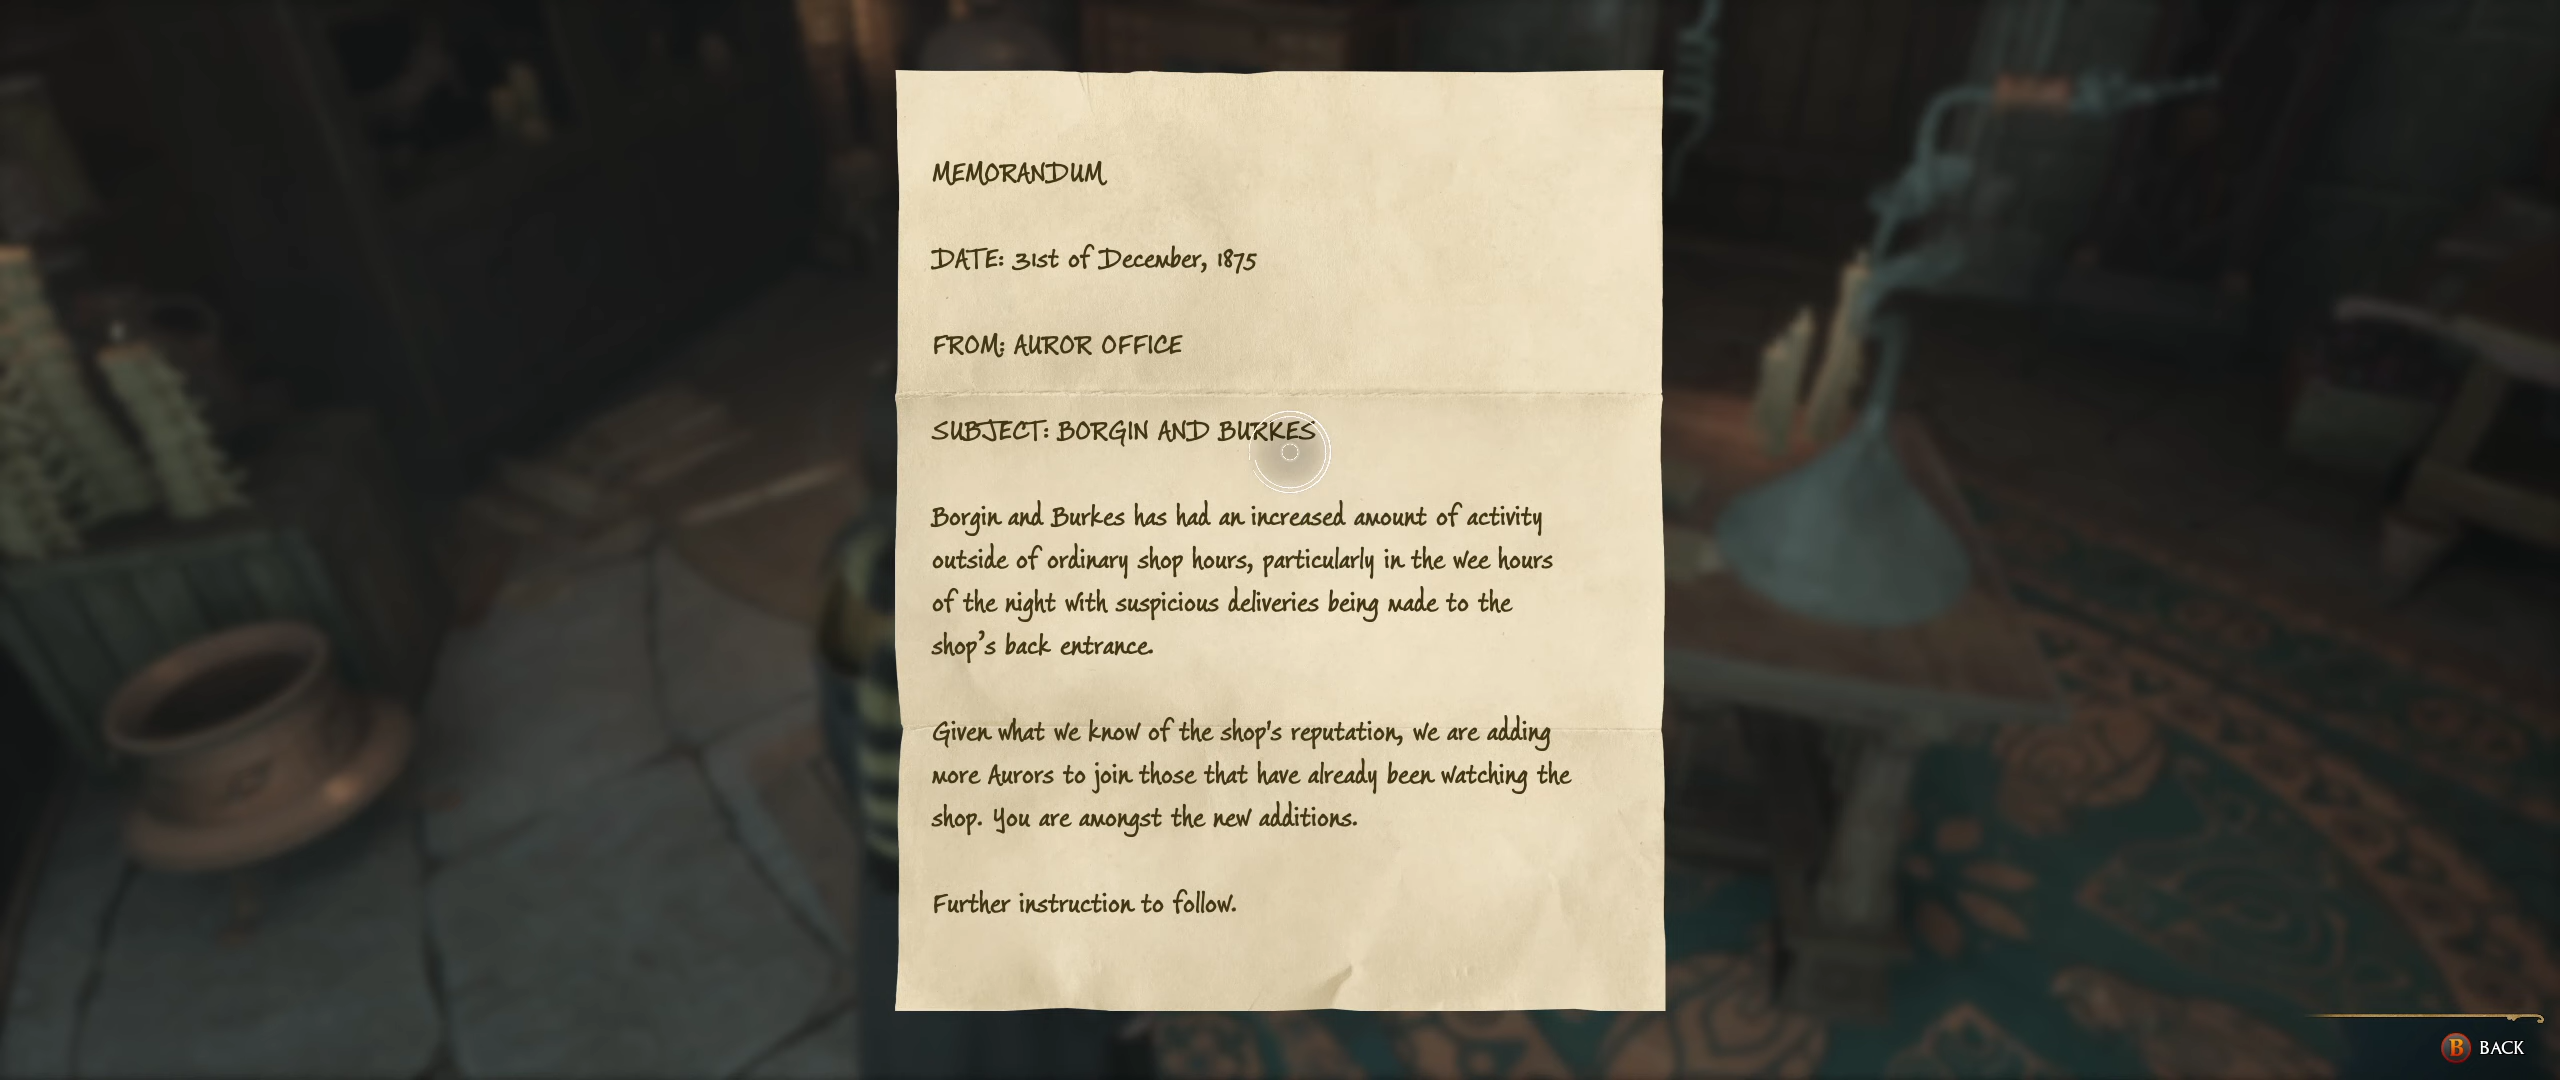 MEMORANDUM
DATE: 31st of December, 1875
FROM: AUROR OFFICE
SUBJECT: BORGIN AND BURKES
Borgin and Burkes has had an increased amount of activity
outside of ordinary shop hours, particularly in the wee hours
of the night with suspicious deliveries being made to the
shop’s back entrance.
Given what we know of the shop's reputation, we are adding
more Aurors to join those that have already been watching the
shop. You are amongst the new additions.
Further instruction to follow.
B BACK